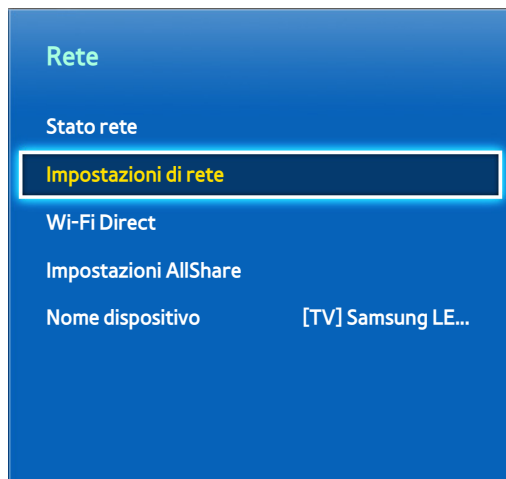 Rete
Stato rete
Impostazioni di rete
Wi-Fi Direct
Impostazioni AllShare
Nome dispositivo [TV] Samsung LE...